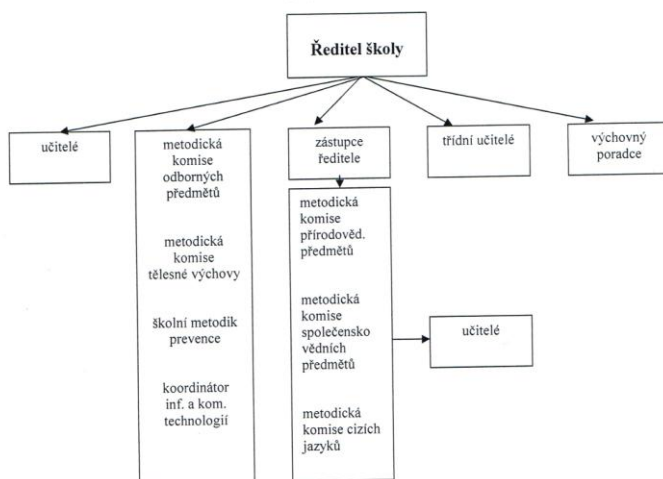 Ředitel školy
učitelé
metodická
komise
odborných
předmětů
metodická
komise
tělesné výchovy
školní metodik
prevence
koordinátor
inf. a kom.
technologií
zástupce
ředitele
metodická
komise
přírodověd.
předmětů
metodická
komise
společensko
vědních
předmětů
metodická
komise cizích
jazyků
učitelé
třídní učitelé
výchovný
poradce